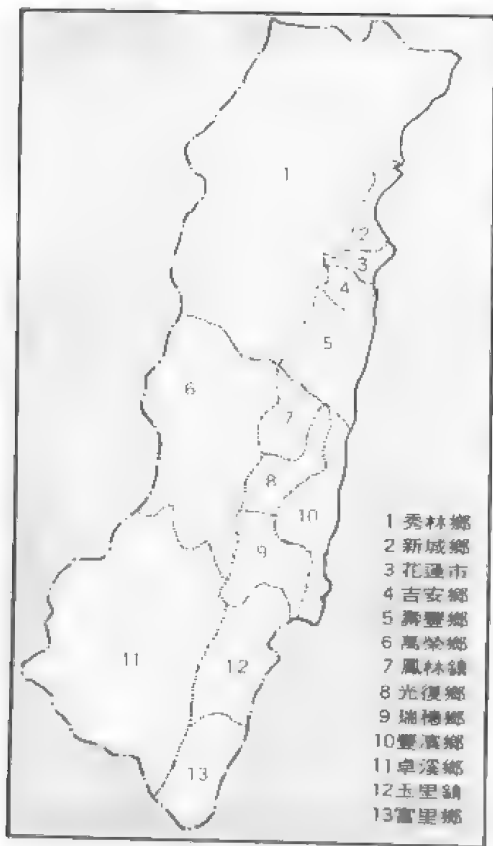 1
2
3
4
5
6
7
8
10
9
11
12
13
1 秀林鄉
2 新城鄉
3 花蓮市
4 吉安鄉
5 壽豐鄉
6 萬榮鄉
7 鳳林鎮
8 光復鄉
9 瑞穗鄉
10 豐濱鄉
11 卓溪鄉
12 玉里鎮
13 富里鄉